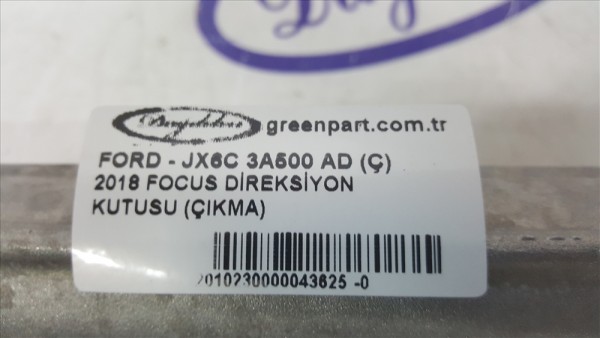 greenpart.com.tr
FORD - JX6C 3A500 AD (Ç)
2018 FOCUS DİREKSİYON
KUTUSU (ÇIKMA)
2010230000043625 -0